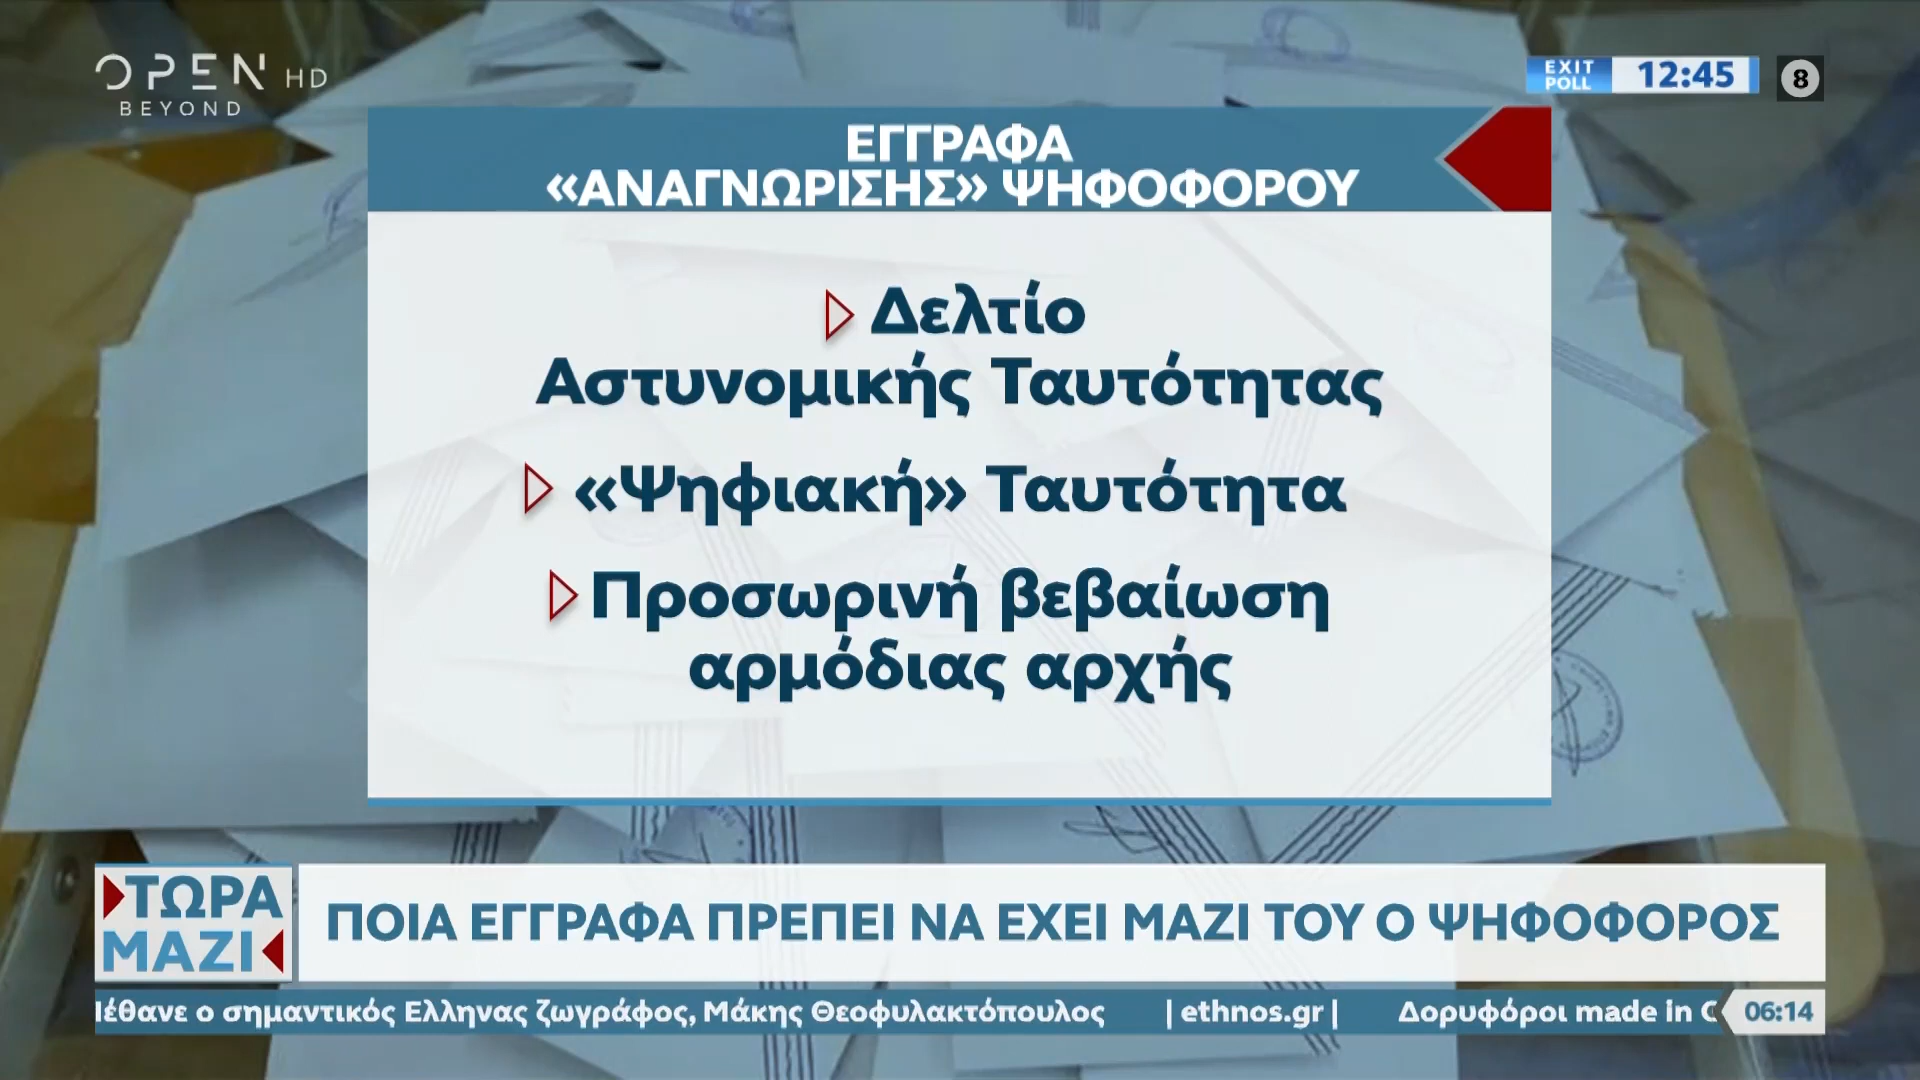 OPEN HD
BEYOND
EXIT
POLL
12:45
8
ΕΓΓΡΑΦΑ
«ΑΝΑΓΝΩΡΙΣΗΣ» ΨΗΦΟΦΟΡΟΥ
Δελτίο
Αστυνομικής Ταυτότητας
«Ψηφιακή» Ταυτότητα
Προσωρινή βεβαίωση
αρμόδιας αρχής
ΤΩΡΑ
ΜΑΖΙ
ΠΟΙΑ ΕΓΓΡΑΦΑ ΠΡΕΠΕΙ ΝΑ ΕΧΕΙ ΜΑΖΙ ΤΟΥ Ο ΨΗΦΟΦΟΡΟΣ
ο σημαντικός Ελληνας ζωγράφος, Μάκης Θεοφυλακτόπουλος | ethnos.gr | Δορυφόροι made in
06:14